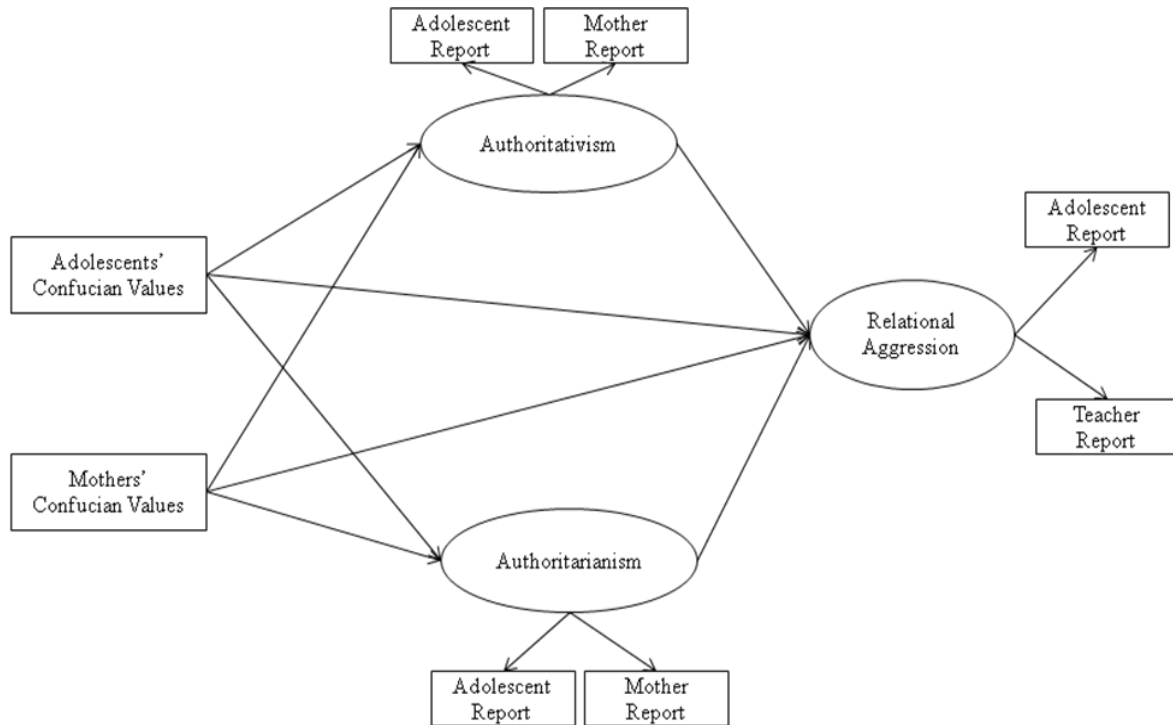 Adolescent
Report
Mother
Report
Authoritativism
Adolescent
Report
Adolescents’
Confucian Values
Relational
Aggression
Teacher
Report
Mothers’
Confucian Values
Authoritarianism
Adolescent
Report
Mother
Report